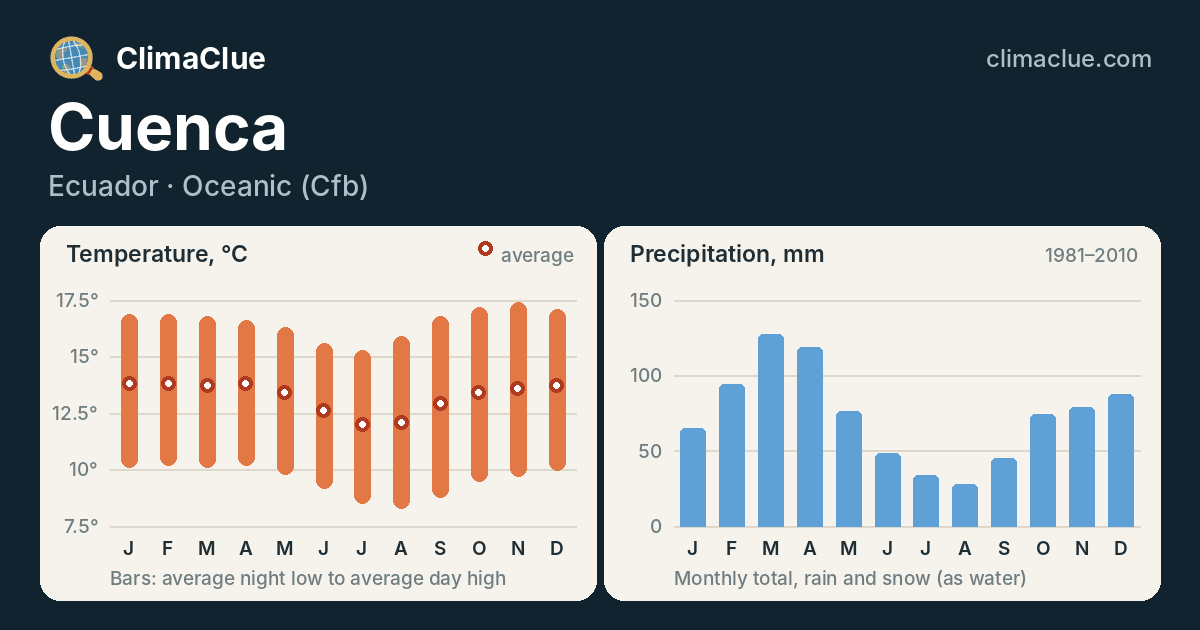 ClimaClue
climaclue.com
Cuenca
Ecuador · Oceanic (Cfb)
Temperature, °C
average
17.5°
15°
12.5°
10°
7.5°
J F M A M J J A S O N D
Bars: average night low to average day high
Precipitation, mm
1981–2010
150
100
50
0
J F M A M J J A S O N D
Monthly total, rain and snow (as water)